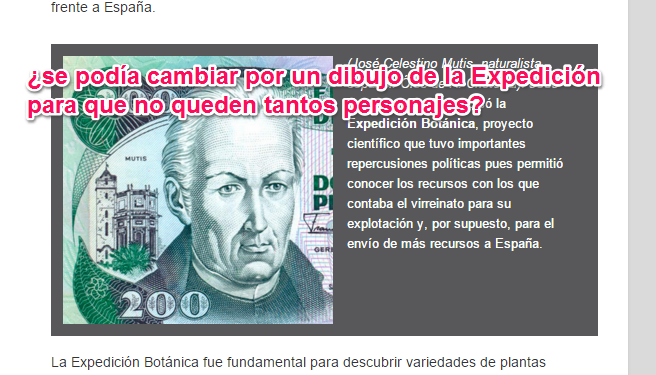 frente a España.
¿se podía cambiar por un dibujo de la Expedición
para que no queden tantos personajes?
(José Celestino Mutis, naturalista
la
Expedición Botánica, proyecto
científico que tuvo importantes
repercusiones políticas pues permitió
conocer los recursos con los que
contaba el virreinato para su
explotación y, por supuesto, para el
envío de más recursos a España.
MUTIS
200
La Expedición Botánica fue fundamental para descubrir variedades de plantas